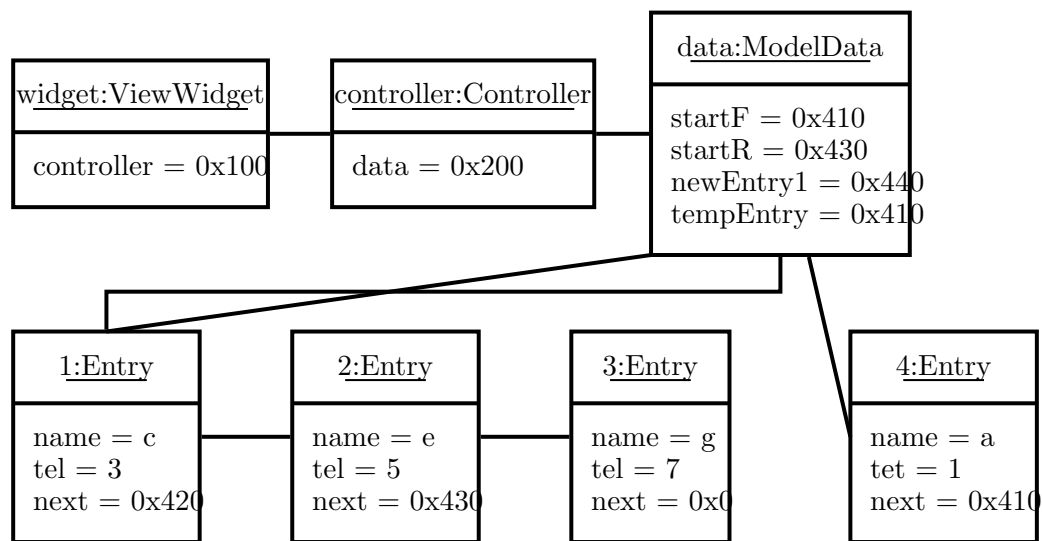 data:ModelData
widget:ViewWidget
controller:Controller
startF = 0x410
startR = 0x430
newEntry1 = 0x440
tempEntry = 0x410
controller = 0x100
data = 0x200
1:Entry
2:Entry
3:Entry
4:Entry
name = c
tel = 3
next = 0x420
name = e
tel = 5
next = 0x430
name = g
tel = 7
next = 0x0
name = a
tet = 1
next = 0x410